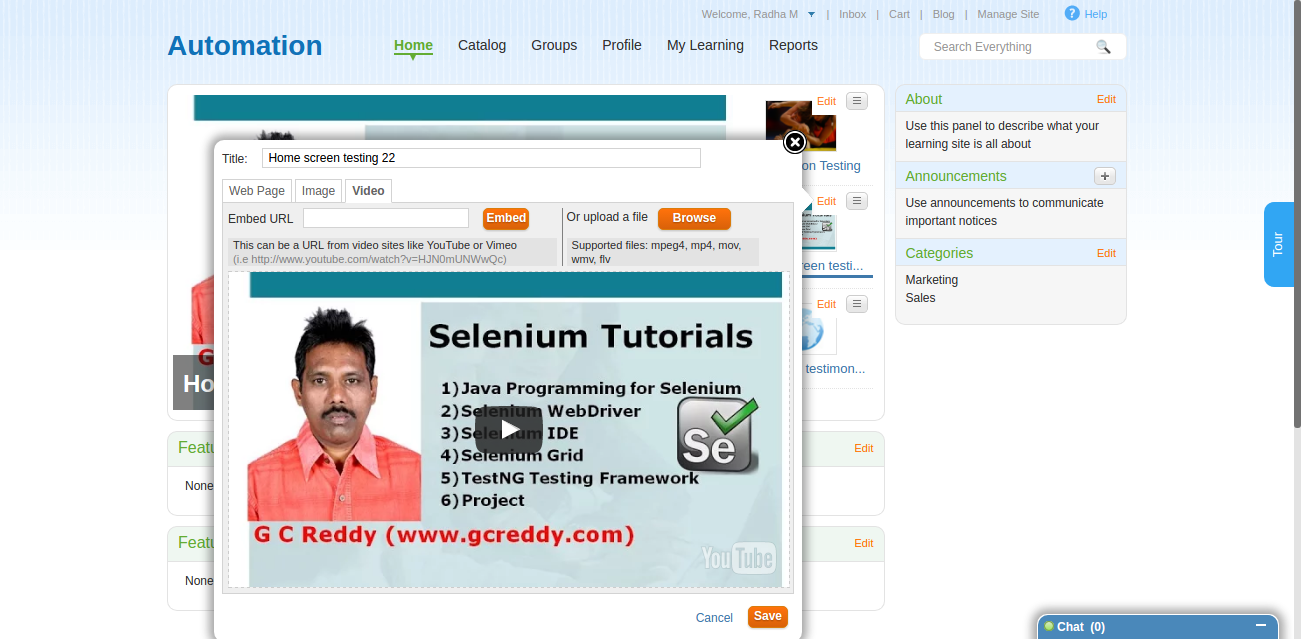 Welcome, Radha M | Inbox | Cart | Blog | Manage Site ? Help
Automation
Home Catalog Groups Profile My Learning Reports
Search Everything
Edit
on Testing
Edit
reen testi...
Edit
testimon...
Ho
G
Title: Home screen testing 22
Web Page Image Video
Embed URL Embed
This can be a URL from video sites like YouTube or Vimeo
(i.e http://www.youtube.com/watch?v=HJN0mUNWwQc)
Or upload a file Browse
Supported files: mpeg4, mp4, mov,
wmv, flv
Selenium Tutorials
1) Java Programming for Selenium
2) Selenium WebDriver
3) Selenium IDE
4) Selenium Grid
5) TestNG Testing Framework
6) Project
Se
G C Reddy (www.gcreddy.com)
YouTube
Cancel Save
Featu Edit
None
Featu Edit
None
About Edit
Use this panel to describe what your
learning site is all about
Announcements +
Use announcements to communicate
important notices
Categories Edit
Marketing
Sales
Tour
Chat (0)